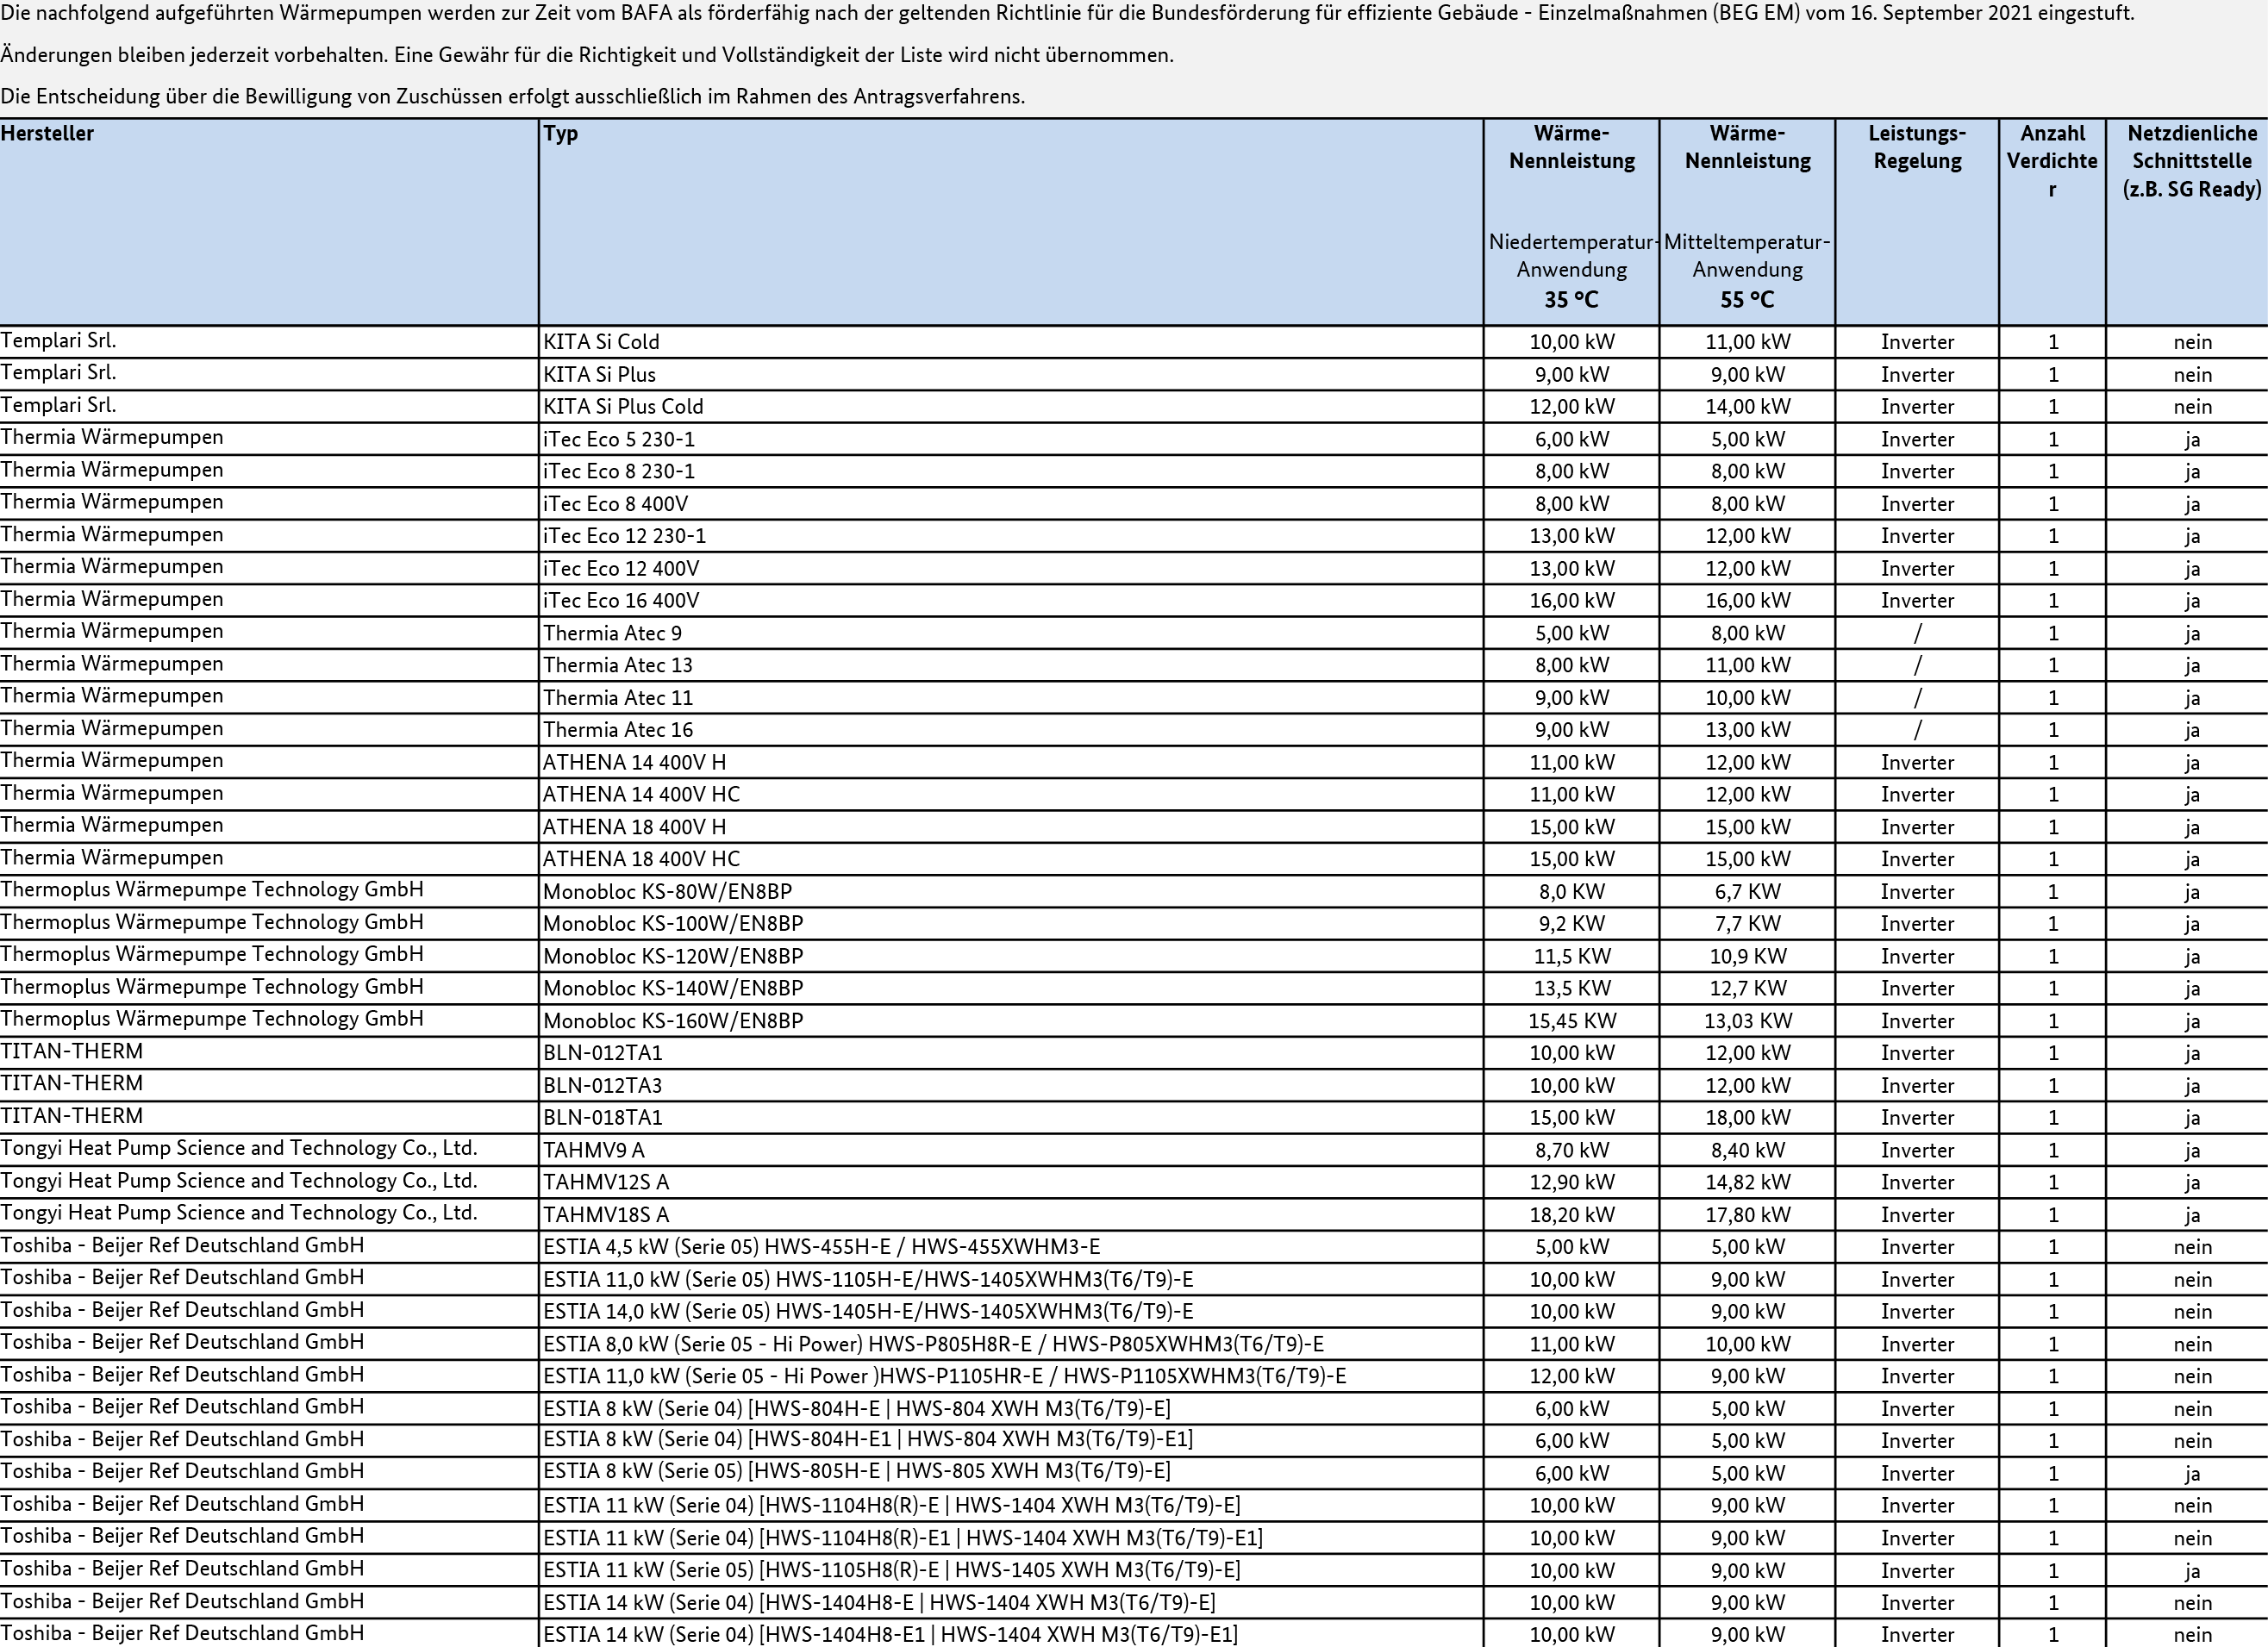 Die nachfolgend aufgeführten Wärmepumpen werden zur Zeit vom BAFA als förderfähig nach der geltenden Richtlinie für die Bundesförderung für effiziente Gebäude - Einzelmaßnahmen (BEG EM) vom 16. September 2021 eingestuft.
Änderungen bleiben jederzeit vorbehalten. Eine Gewähr für die Richtigkeit und Vollständigkeit der Liste wird nicht übernommen.
Die Entscheidung über die Bewilligung von Zuschüssen erfolgt ausschließlich im Rahmen des Antragsverfahrens.
Hersteller Typ Wärme- Wärme- Leistungs- Anzahl Netzdienliche
Nennleistung Nennleistung Regelung Verdichte Schnittstelle
r (z.B. SG Ready)
Niedertemperatur- Mitteltemperatur-
Anwendung Anwendung
35 °C 55 °C
Templari Srl. KITA Si Cold 10,00 kW 11,00 kW Inverter 1 nein
Templari Srl. KITA Si Plus 9,00 kW 9,00 kW Inverter 1 nein
Templari Srl. KITA Si Plus Cold 12,00 kW 14,00 kW Inverter 1 nein
Thermia Wärmepumpen iTec Eco 5 230-1 6,00 kW 5,00 kW Inverter 1 ja
Thermia Wärmepumpen iTec Eco 8 230-1 8,00 kW 8,00 kW Inverter 1 ja
Thermia Wärmepumpen iTec Eco 8 400V 8,00 kW 8,00 kW Inverter 1 ja
Thermia Wärmepumpen iTec Eco 12 230-1 13,00 kW 12,00 kW Inverter 1 ja
Thermia Wärmepumpen iTec Eco 12 400V 13,00 kW 12,00 kW Inverter 1 ja
Thermia Wärmepumpen iTec Eco 16 400V 16,00 kW 16,00 kW Inverter 1 ja
Thermia Wärmepumpen Thermia Atec 9 5,00 kW 8,00 kW / 1 ja
Thermia Wärmepumpen Thermia Atec 13 8,00 kW 11,00 kW / 1 ja
Thermia Wärmepumpen Thermia Atec 11 9,00 kW 10,00 kW / 1 ja
Thermia Wärmepumpen Thermia Atec 16 9,00 kW 13,00 kW / 1 ja
Thermia Wärmepumpen ATHENA 14 400V H 11,00 kW 12,00 kW Inverter 1 ja
Thermia Wärmepumpen ATHENA 14 400V HC 11,00 kW 12,00 kW Inverter 1 ja
Thermia Wärmepumpen ATHENA 18 400V H 15,00 kW 15,00 kW Inverter 1 ja
Thermia Wärmepumpen ATHENA 18 400V HC 15,00 kW 15,00 kW Inverter 1 ja
Thermoplus Wärmepumpe Technology GmbH Monobloc KS-80W/EN8BP 8,0 KW 6,7 KW Inverter 1 ja
Thermoplus Wärmepumpe Technology GmbH Monobloc KS-100W/EN8BP 9,2 KW 7,7 KW Inverter 1 ja
Thermoplus Wärmepumpe Technology GmbH Monobloc KS-120W/EN8BP 11,5 KW 10,9 KW Inverter 1 ja
Thermoplus Wärmepumpe Technology GmbH Monobloc KS-140W/EN8BP 13,5 KW 12,7 KW Inverter 1 ja
Thermoplus Wärmepumpe Technology GmbH Monobloc KS-160W/EN8BP 15,45 KW 13,03 KW Inverter 1 ja
TITAN-THERM BLN-012TA1 10,00 kW 12,00 kW Inverter 1 ja
TITAN-THERM BLN-012TA3 10,00 kW 12,00 kW Inverter 1 ja
TITAN-THERM BLN-018TA1 15,00 kW 18,00 kW Inverter 1 ja
Tongyi Heat Pump Science and Technology Co., Ltd. TAHMV9 A 8,70 kW 8,40 kW Inverter 1 ja
Tongyi Heat Pump Science and Technology Co., Ltd. TAHMV12S A 12,90 kW 14,82 kW Inverter 1 ja
Tongyi Heat Pump Science and Technology Co., Ltd. TAHMV18S A 18,20 kW 17,80 kW Inverter 1 ja
Toshiba - Beijer Ref Deutschland GmbH ESTIA 4,5 kW (Serie 05) HWS-455H-E / HWS-455XWHM3-E 5,00 kW 5,00 kW Inverter 1 nein
Toshiba - Beijer Ref Deutschland GmbH ESTIA 11,0 kW (Serie 05) HWS-1105H-E/HWS-1405XWHM3(T6/T9)-E 10,00 kW 9,00 kW Inverter 1 nein
Toshiba - Beijer Ref Deutschland GmbH ESTIA 14,0 kW (Serie 05) HWS-1405H-E/HWS-1405XWHM3(T6/T9)-E 10,00 kW 9,00 kW Inverter 1 nein
Toshiba - Beijer Ref Deutschland GmbH ESTIA 8,0 kW (Serie 05 - Hi Power) HWS-P805H8R-E / HWS-P805XWHM3(T6/T9)-E 11,00 kW 10,00 kW Inverter 1 nein
Toshiba - Beijer Ref Deutschland GmbH ESTIA 11,0 kW (Serie 05 - Hi Power )HWS-P1105HR-E / HWS-P1105XWHM3(T6/T9)-E 12,00 kW 9,00 kW Inverter 1 nein
Toshiba - Beijer Ref Deutschland GmbH ESTIA 8 kW (Serie 04) [HWS-804H-E | HWS-804 XWH M3(T6/T9)-E] 6,00 kW 5,00 kW Inverter 1 nein
Toshiba - Beijer Ref Deutschland GmbH ESTIA 8 kW (Serie 04) [HWS-804H-E1 | HWS-804 XWH M3(T6/T9)-E1] 6,00 kW 5,00 kW Inverter 1 nein
Toshiba - Beijer Ref Deutschland GmbH ESTIA 8 kW (Serie 05) [HWS-805H-E | HWS-805 XWH M3(T6/T9)-E] 6,00 kW 5,00 kW Inverter 1 ja
Toshiba - Beijer Ref Deutschland GmbH ESTIA 11 kW (Serie 04) [HWS-1104H8(R)-E | HWS-1404 XWH M3(T6/T9)-E] 10,00 kW 9,00 kW Inverter 1 nein
Toshiba - Beijer Ref Deutschland GmbH ESTIA 11 kW (Serie 04) [HWS-1104H8(R)-E1 | HWS-1404 XWH M3(T6/T9)-E1] 10,00 kW 9,00 kW Inverter 1 nein
Toshiba - Beijer Ref Deutschland GmbH ESTIA 11 kW (Serie 05) [HWS-1105H8(R)-E | HWS-1405 XWH M3(T6/T9)-E] 10,00 kW 9,00 kW Inverter 1 ja
Toshiba - Beijer Ref Deutschland GmbH ESTIA 14 kW (Serie 04) [HWS-1404H8-E | HWS-1404 XWH M3(T6/T9)-E] 10,00 kW 9,00 kW Inverter 1 nein
Toshiba - Beijer Ref Deutschland GmbH ESTIA 14 kW (Serie 04) [HWS-1404H8-E1 | HWS-1404 XWH M3(T6/T9)-E1] 10,00 kW 9,00 kW Inverter 1 nein